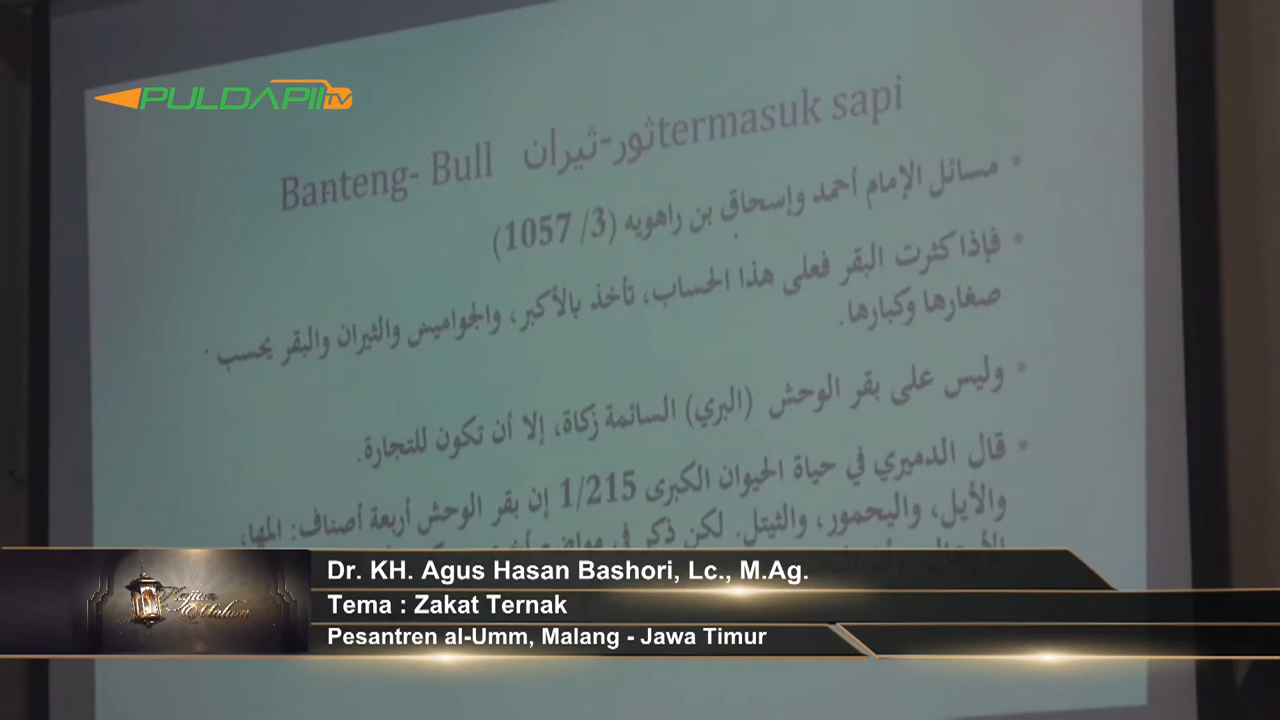 PULDAPII TV
Banteng- Bull ثور-ثيران termasuk sapi
• مسائل الإمام أحمد وإسحاق بن راهويه (3/ 1057)
• فإذا كثرت البقر فعلى هذا الحساب، تأخذ بالأكبر، والجواميس والثيران والبقر يحسب
صغارها وكبارها.
• وليس على بقر الوحش (البري) السائمة زكاة، إلا أن تكون للتجارة.
• قال الدميري في حياة الحيوان الكبرى 1/215 إن بقر الوحش أربعة أصناف: المها،
والأيل، واليحمور، والثيتل. لكن ذكر في مواضع
Kajian Malam
Dr. KH. Agus Hasan Bashori, Lc., M.Ag.
Tema : Zakat Ternak
Pesantren al-Umm, Malang - Jawa Timur